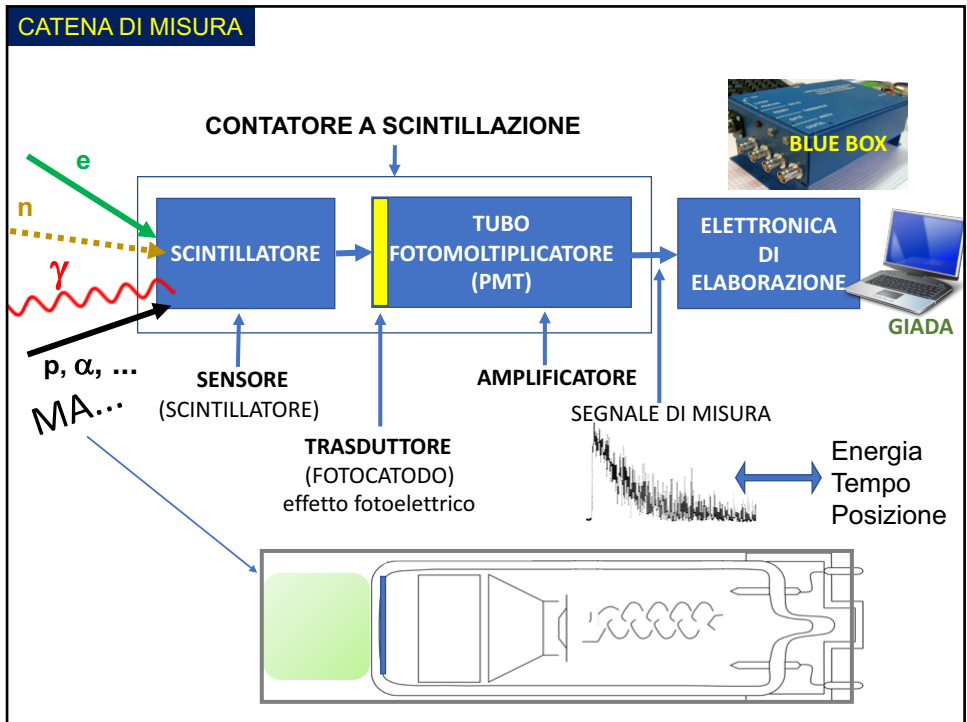 CATENA DI MISURA
BLUE BOX
CONTATORE A SCINTILLAZIONE
e
n
γ
p, α, ...
MA...
SCINTILLATORE
TUBO
FOTOMOLTIPLICATORE
(PMT)
ELETTRONICA
DI
ELABORAZIONE
GIADA
SENSORE
(SCINTILLATORE)
TRASDUTTORE
(FOTOCATODO)
effetto fotoelettrico
AMPLIFICATORE
SEGNALE DI MISURA
Energia
Tempo
Posizione